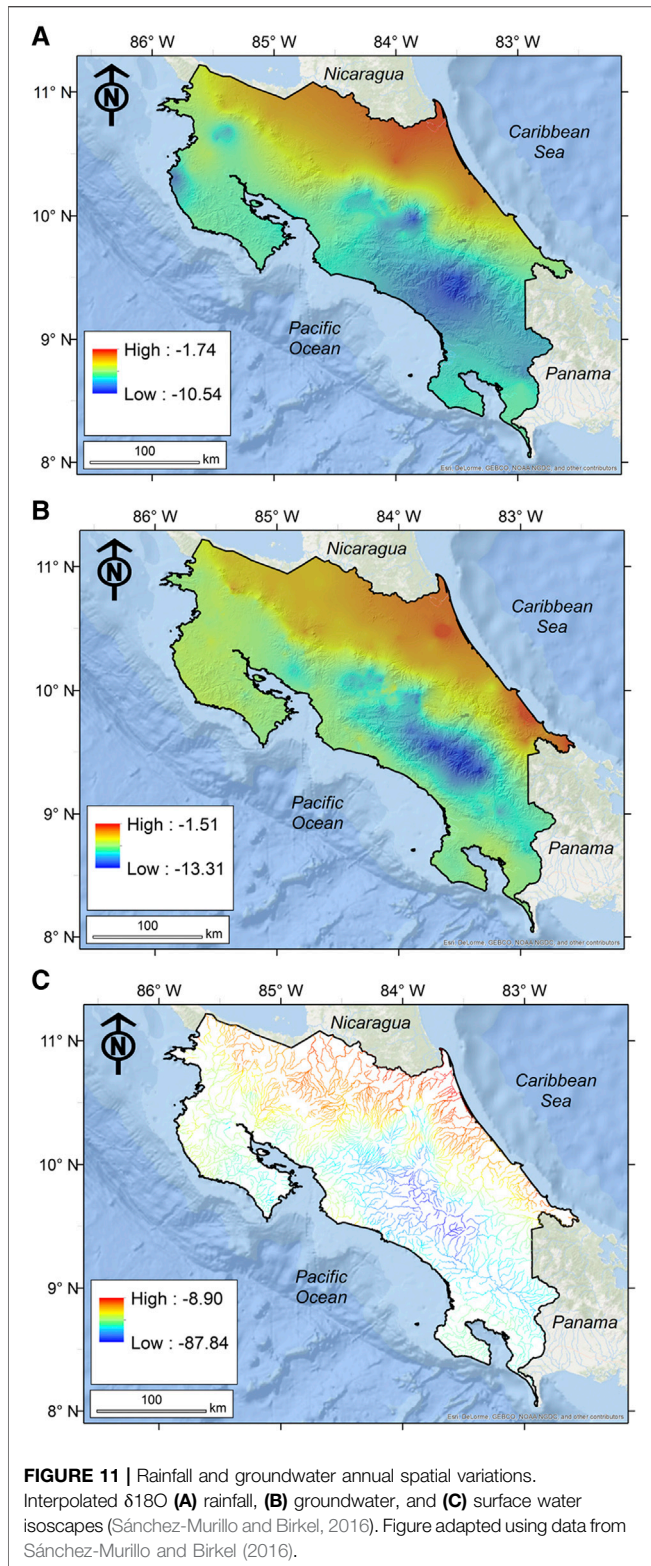 A
86° W 85° W 84° W 83° W
11° N
10° N
9° N
8° N
N
Nicaragua
Caribbean
Sea
Pacific
Ocean
Panama
High : -1.74
Low : -10.54
100
km
Esri, GeLorme, GEBCO, NOAA NGDC, and other contributors
B
86° W 85° W 84° W 83° W
11° N
10° N
9° N
8° N
N
Nicaragua
Caribbean
Sea
Pacific
Ocean
Panama
High : -1.51
Low : -13.31
100
km
Esri, GeLorme, GEBCO, NOAA NGDC, and other contributors
C
86° W 85° W 84° W 83° W
11° N
10° N
9° N
8° N
N
Nicaragua
Caribbean
Sea
Pacific
Ocean
Panama
High : -8.90
Low : -87.84
100
km
Esri, GeLorme, GEBCO, NOAA NGDC, and other contributors
FIGURE 11 | Rainfall and groundwater annual spatial variations.
Interpolated δ18O (A) rainfall, (B) groundwater, and (C) surface water
isoscapes (Sánchez-Murillo and Birkel, 2016). Figure adapted using data from
Sánchez-Murillo and Birkel (2016).